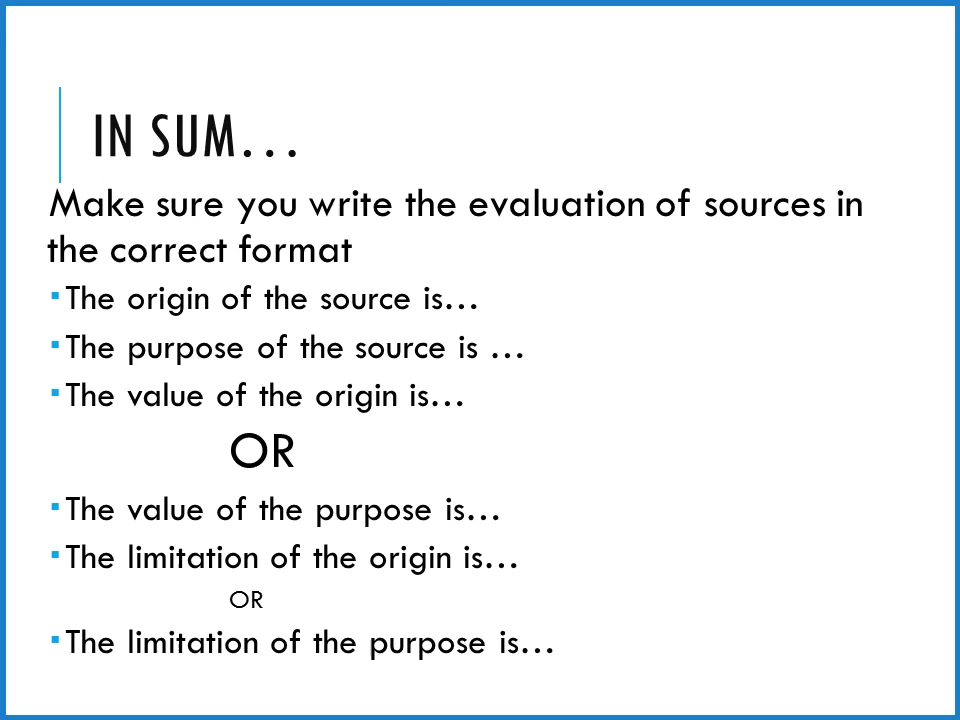 IN SUM…
Make sure you write the evaluation of sources in
the correct format
▪ The origin of the source is…
▪ The purpose of the source is …
▪ The value of the origin is…
OR
▪ The value of the purpose is…
▪ The limitation of the origin is…
OR
▪ The limitation of the purpose is…